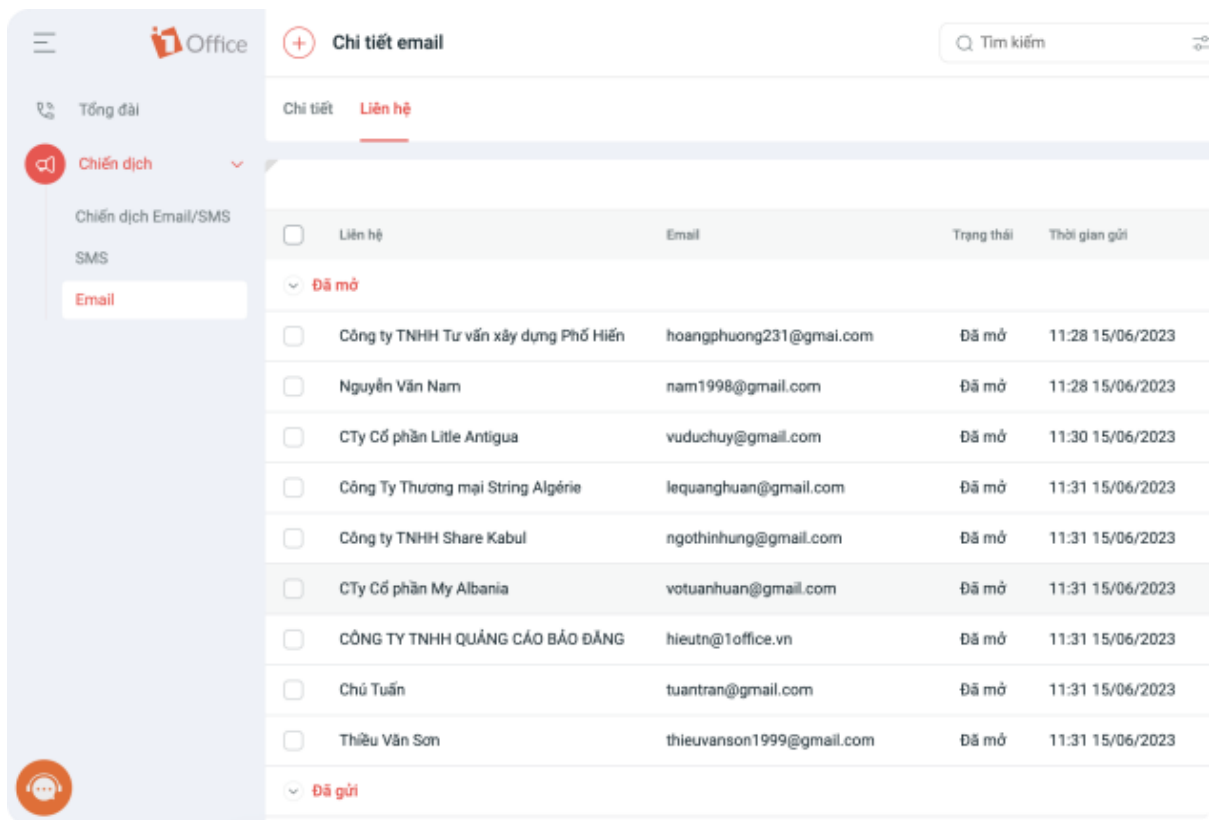 1Office
Chi tiết email
Tìm kiếm
Tổng đài
Chiến dịch
Chiến dịch Email/SMS
SMS
Email
Chi tiết Liên hệ
Liên hệ Email Trạng thái Thời gian gửi
Đã mở
Công ty TNHH Tư vấn xây dựng Phố Hiến hoangphuong231@gmai.com Đã mở 11:28 15/06/2023
Nguyễn Văn Nam nam1998@gmail.com Đã mở 11:28 15/06/2023
CTy Cổ phần Litle Antigua vuduchuy@gmail.com Đã mở 11:30 15/06/2023
Công Ty Thương mại String Algérie lequanghuan@gmail.com Đã mở 11:31 15/06/2023
Công ty TNHH Share Kabul ngothinhung@gmail.com Đã mở 11:31 15/06/2023
CTy Cổ phần My Albania votuanhuan@gmail.com Đã mở 11:31 15/06/2023
CÔNG TY TNHH QUẢNG CÁO BẢO ĐĂNG hieutn@1office.vn Đã mở 11:31 15/06/2023
Chú Tuấn tuantran@gmail.com Đã mở 11:31 15/06/2023
Thiều Văn Sơn thieuvanson1999@gmail.com Đã mở 11:31 15/06/2023
Đã gửi